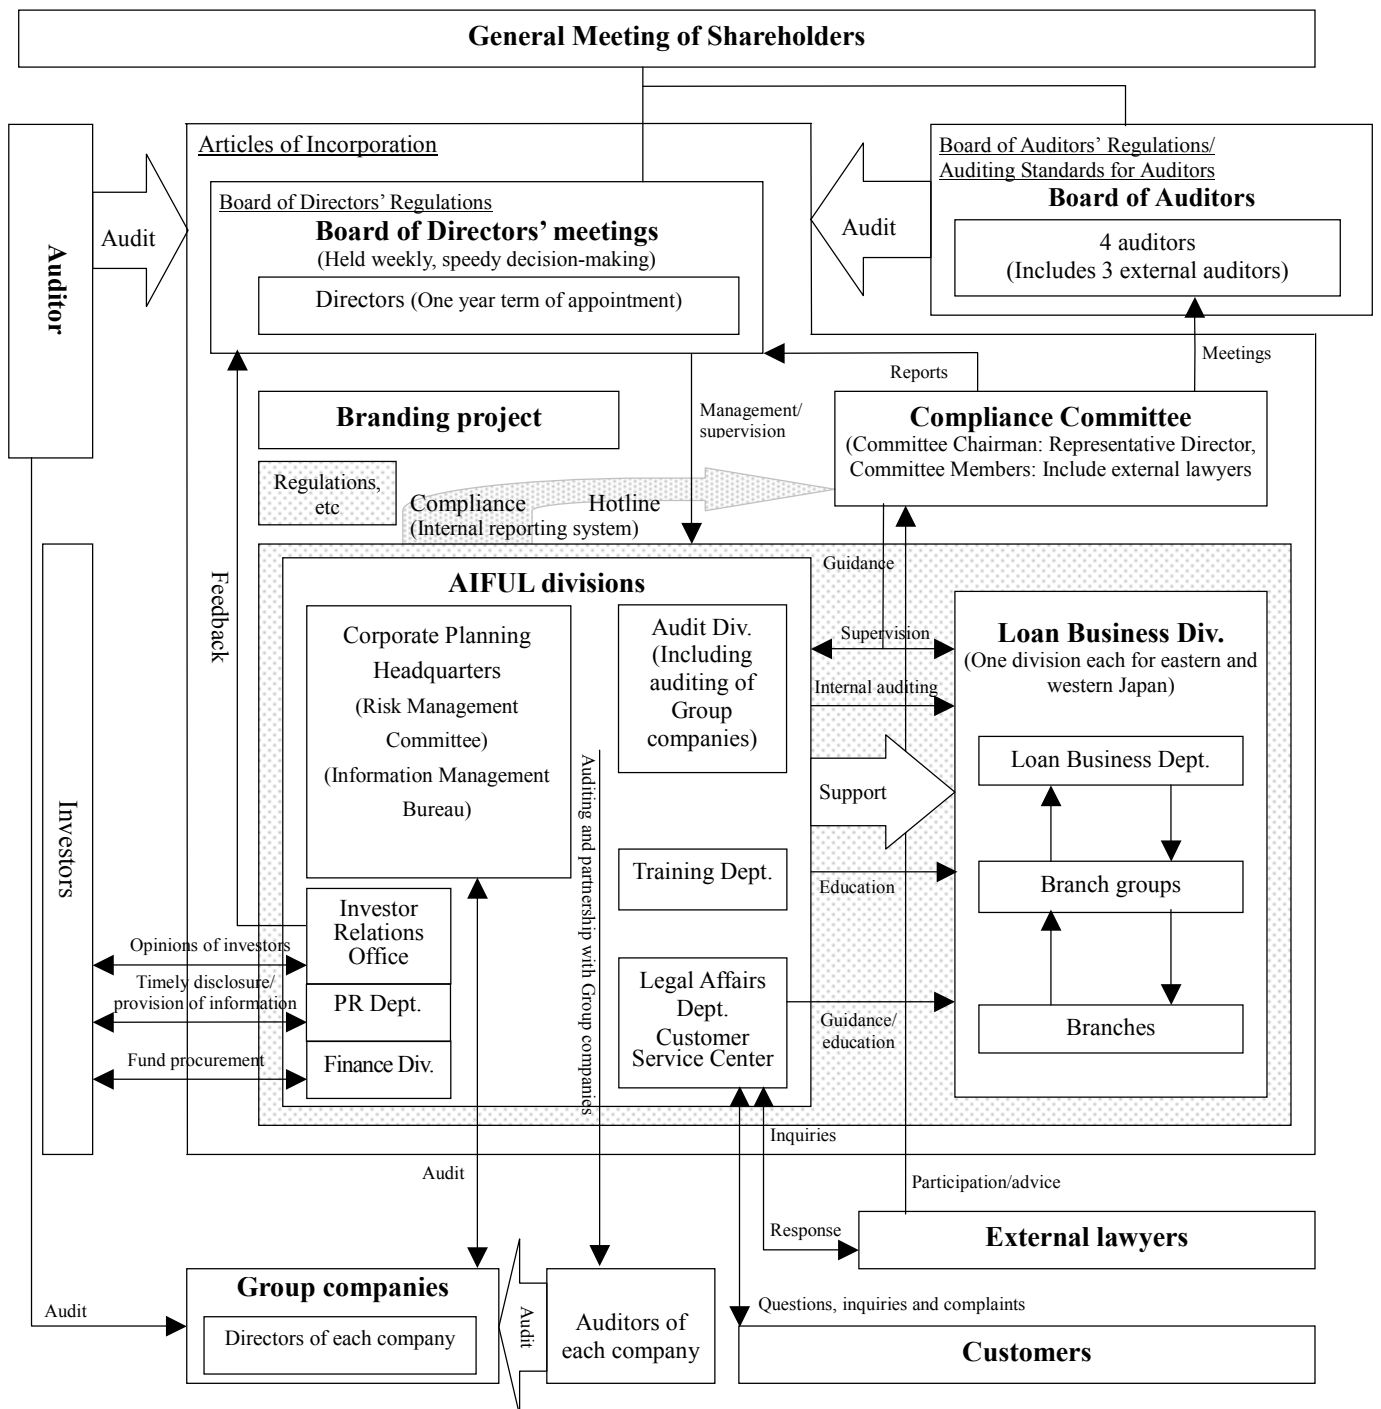 General Meeting of Shareholders
Auditor
Audit
Articles of Incorporation
Board of Directors’ Regulations
Board of Directors’ meetings
(Held weekly, speedy decision-making)
Directors (One year term of appointment)
Audit
Board of Auditors’ Regulations/
Auditing Standards for Auditors
Board of Auditors
4 auditors
(Includes 3 external auditors)
Meetings
Reports
Branding project
Management/
supervision
Compliance Committee
(Committee Chairman: Representative Director,
Committee Members: Include external lawyers
Regulations,
etc
Compliance Hotline
(Internal reporting system)
Feedback
Guidance
AIFUL divisions
Corporate Planning
Headquarters
(Risk Management
Committee)
(Information Management
Bureau)
Audit Div.
(Including
auditing of
Group
companies)
Supervision
Internal auditing
Support
Loan Business Div.
(One division each for eastern and
western Japan)
Loan Business Dept.
Branch groups
Branches
Auditing and partnership with Group companies
Training Dept.
Education
Investors
Investor
Relations
Office
Opinions of investors
Timely disclosure/
provision of information
PR Dept.
Fund procurement
Finance Div.
Legal Affairs
Dept.
Customer
Service Center
Guidance/
education
Inquiries
Audit
Participation/advice
Response
External lawyers
Audit
Group companies
Directors of each company
Audit
Auditors of
each company
Questions, inquiries and complaints
Customers